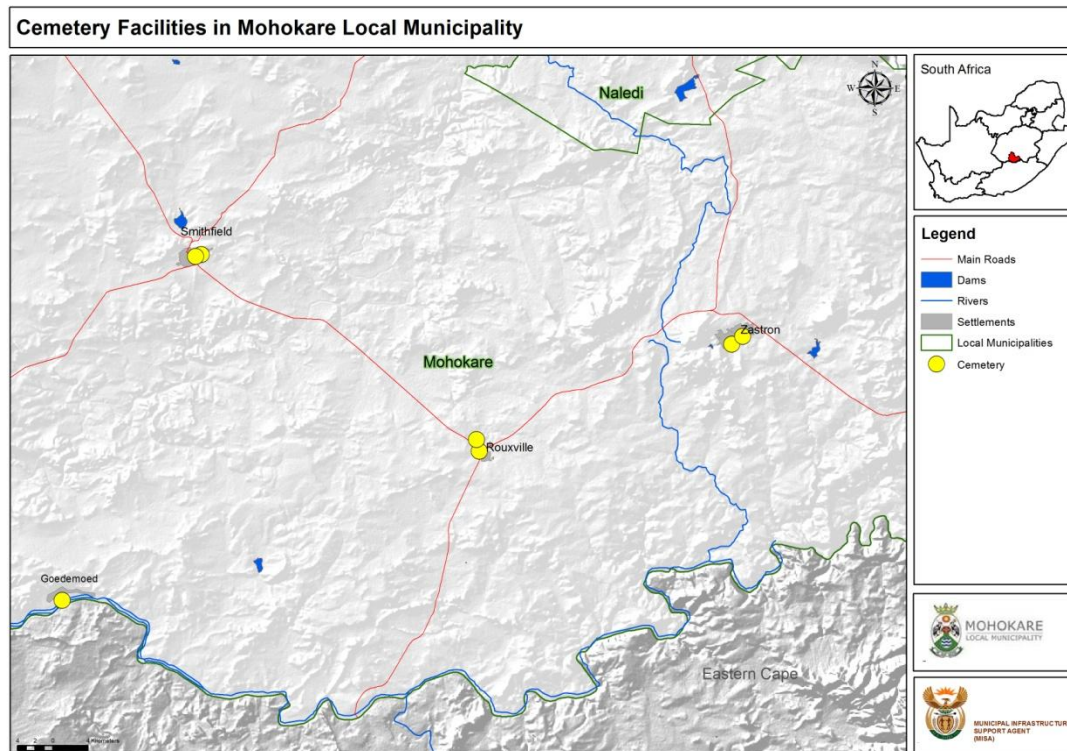 Cemetery Facilities in Mohokare Local Municipality
Naledi
N
W
E
S
Smithfield
Zastron
Mohokare
Rouxville
Goedemoed
Eastern Cape
South Africa
Legend
Main Roads
Dams
Rivers
Settlements
Local Municipalities
Cemetery
MOHOKARE
LOCAL MUNICIPALITY
MUNICIPAL INFRASTRUCTUR
SUPPORT AGENT
(MISA)